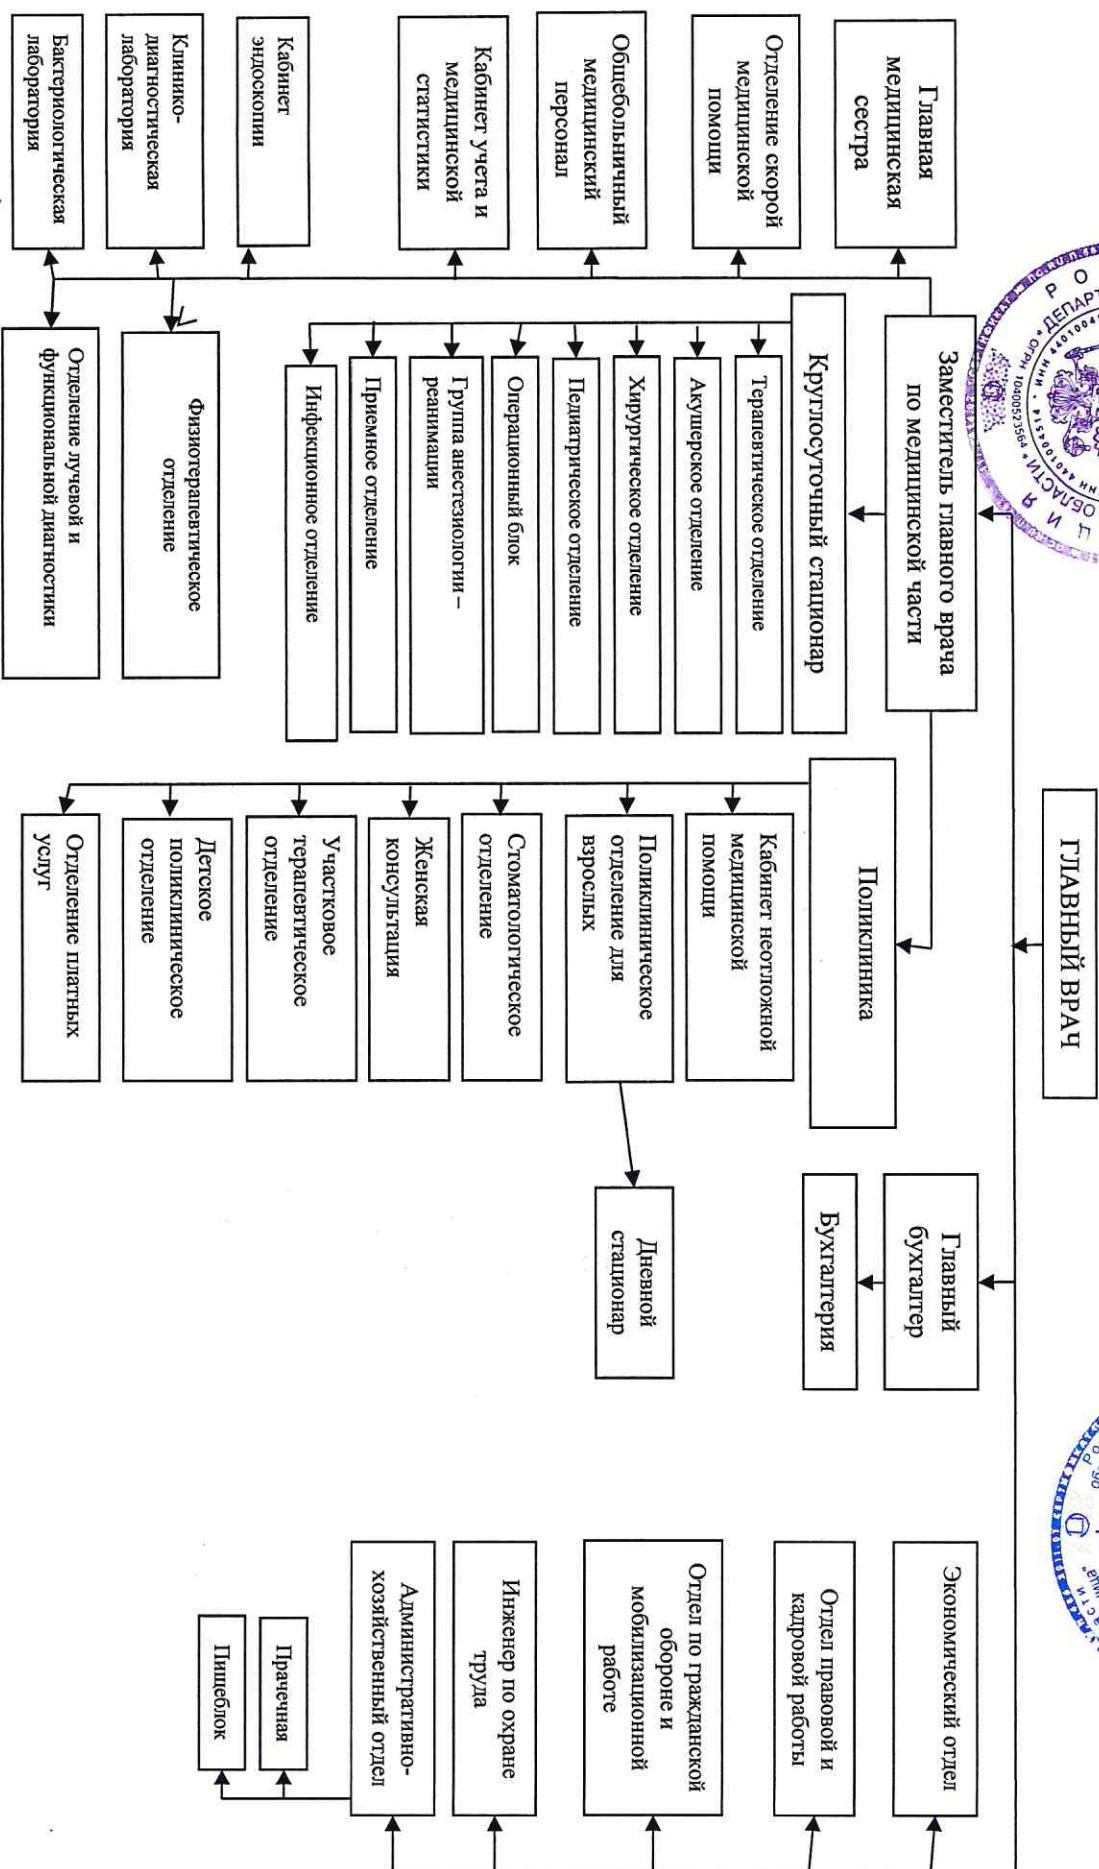 ГЛАВНЫЙ ВРАЧ
Заместитель главного врача
по медицинской части
Главный
бухгалтер
Бухгалтерия
Экономический отдел
Отдел правовой и
кадровой работы
Отдел по гражданской
обороне и
мобилизационной
работе
Инженер по охране
труда
Административно-
хозяйственный отдел
Прачечная
Пищеблок
Главная
медицинская
сестра
Отделение скорой
медицинской
помощи
Общебольничный
медицинский
персонал
Кабинет учета и
медицинской
статистики
Кабинет
эндоскопии
Клинико-
диагностическая
лаборатория
Бактериологическая
лаборатория
Круглосуточный стационар
Терапевтическое отделение
Акушерское отделение
Хирургическое отделение
Педиатрическое отделение
Операционный блок
Группа анестезиологии –
реанимации
Приемное отделение
Инфекционное отделение
Физиотерапевтическое
отделение
Отделение лучевой и
функциональной диагностики
Поликлиника
Кабинет неотложной
медицинской
помощи
Поликлиническое
отделение для
взрослых
Стоматологическое
отделение
Женская
консультация
Участковое
терапевтическое
отделение
Детское
поликлиническое
отделение
Отделение платных
услуг
Дневной
стационар
ОБЛАСТИ